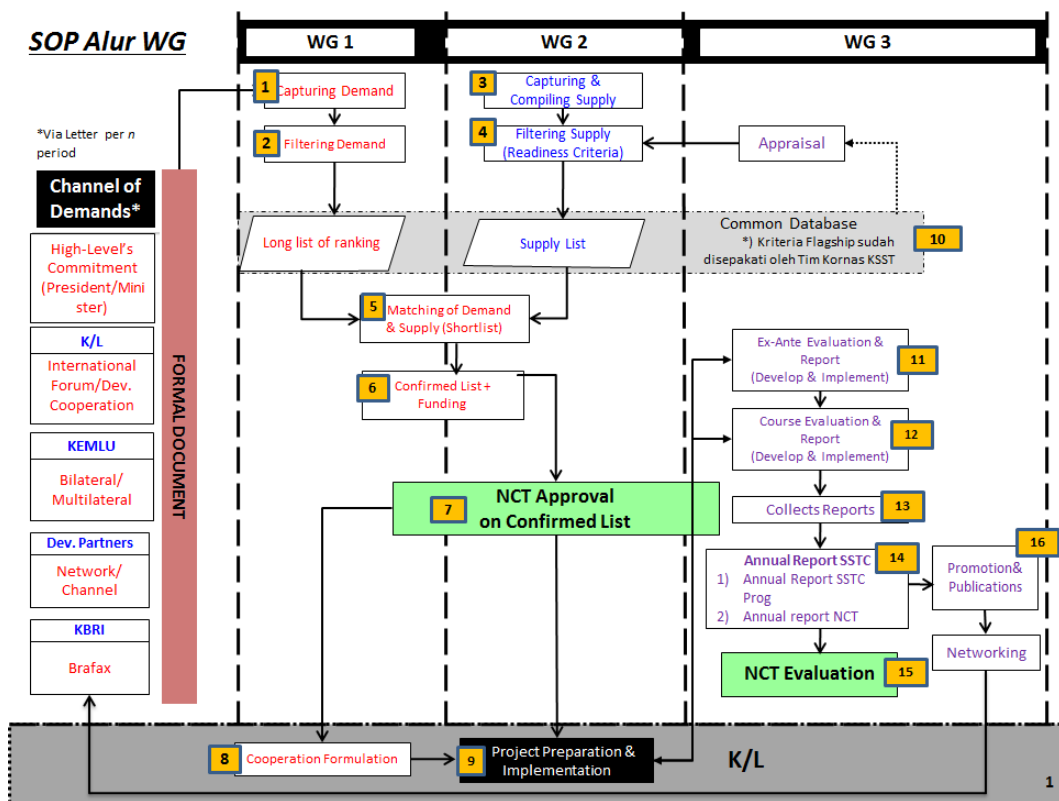 SOP Alur WG
WG 1
WG 2
WG 3
*Via Letter per n
period
Channel of
Demands*
High-Level's
Commitment
(President/Mini
ster)
K/L
International
Forum/Dev.
Cooperation
KEMLU
Bilateral/
Multilateral
Dev. Partners
Network/
Channel
KBRI
Brafax
FORMAL DOCUMENT
1
Capturing Demand
2
Filtering Demand
Long list of ranking
3
Capturing &
Compiling Supply
4
Filtering Supply
(Readiness Criteria)
Supply List
Appraisal
Common Database
*) Kriteria Flagship sudah
disepakati oleh Tim Kornas KSST
10
5
Matching of Demand
& Supply (Shortlist)
6
Confirmed List +
Funding
7
NCT Approval
on Confirmed List
8
Cooperation Formulation
9
Project Preparation &
Implementation
Ex-Ante Evaluation &
Report
(Develop & Implement)
11
Course Evaluation &
Report
(Develop & Implement)
12
Collects Reports
13
Annual Report SSTC
1) Annual Report SSTC
Prog
2) Annual report NCT
14
NCT Evaluation
15
16
Promotion&
Publications
Networking
K/L
1